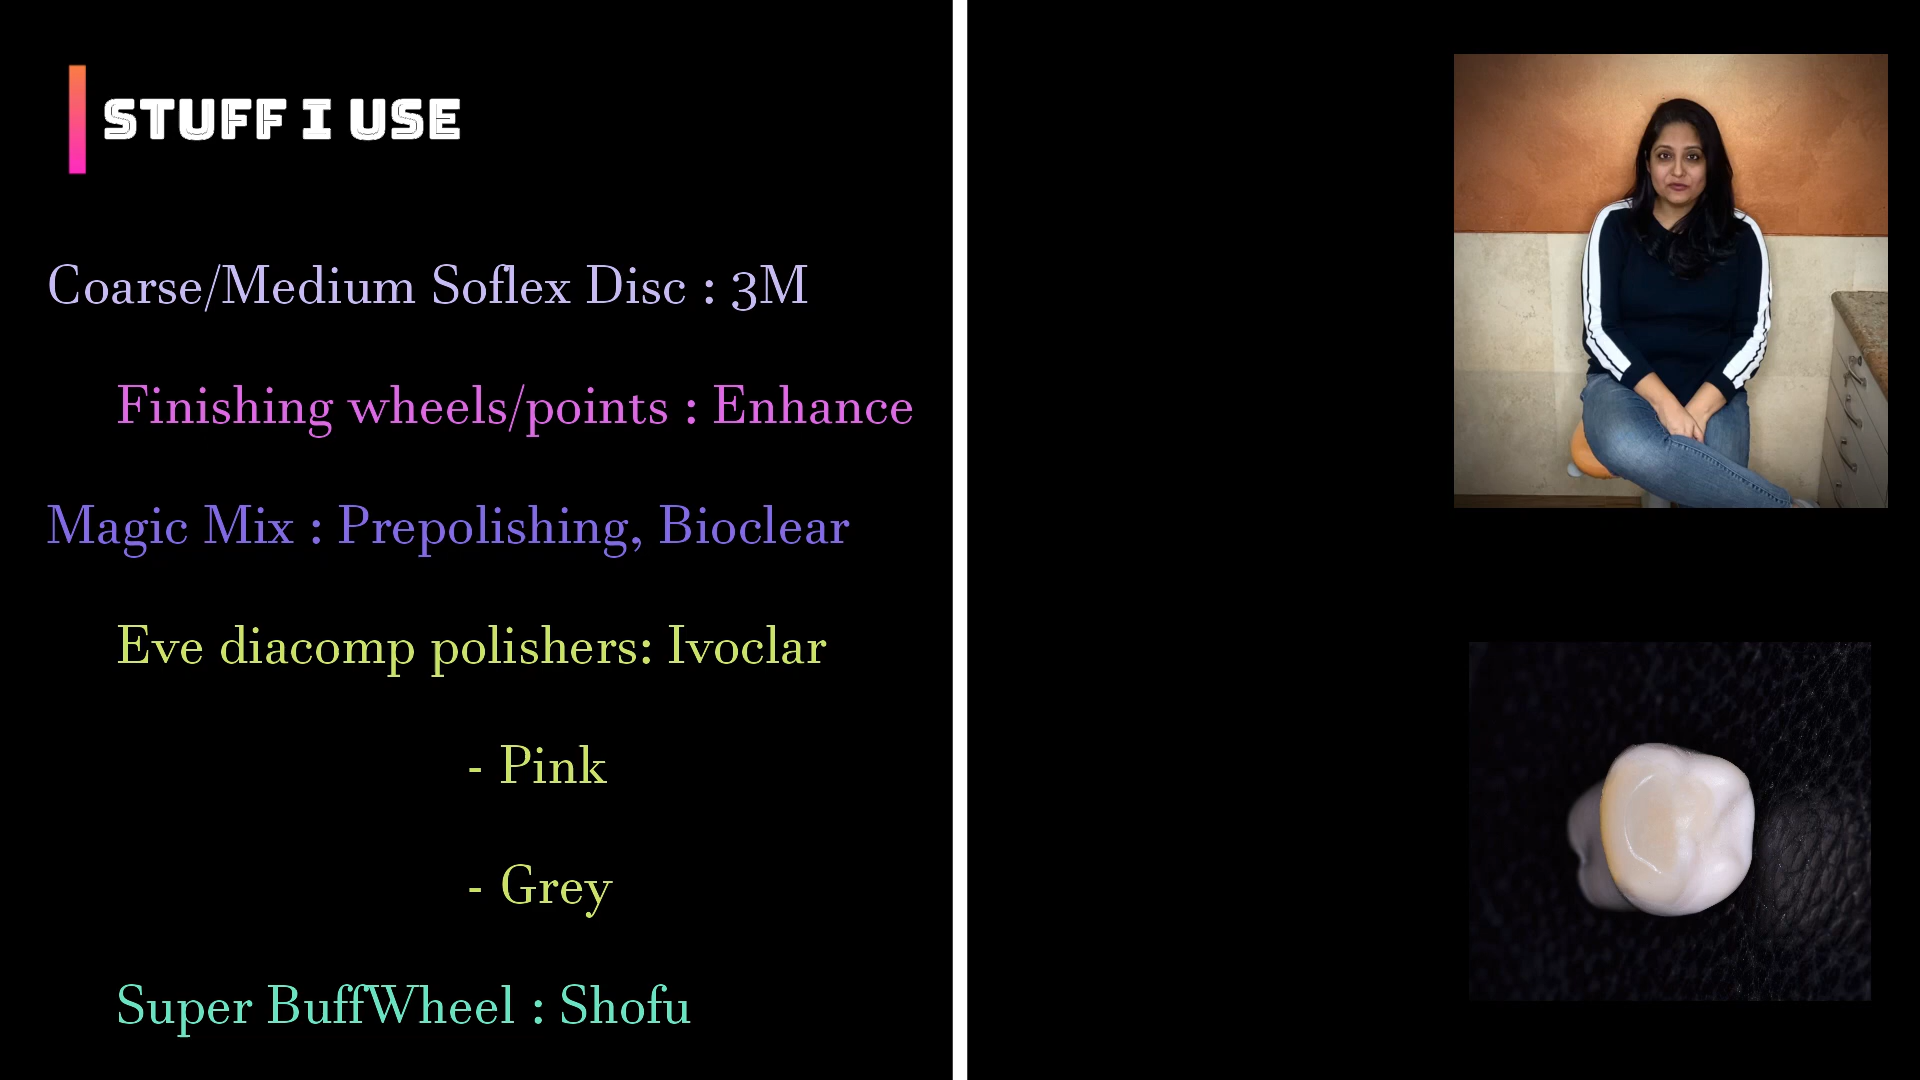 STUFF I USE
Coarse/Medium Soflex Disc : 3M
Finishing wheels/points : Enhance
Magic Mix : Prepolishing, Bioclear
Eve diacomp polishers: Ivoclar
- Pink
- Grey
Super BuffWheel : Shofu